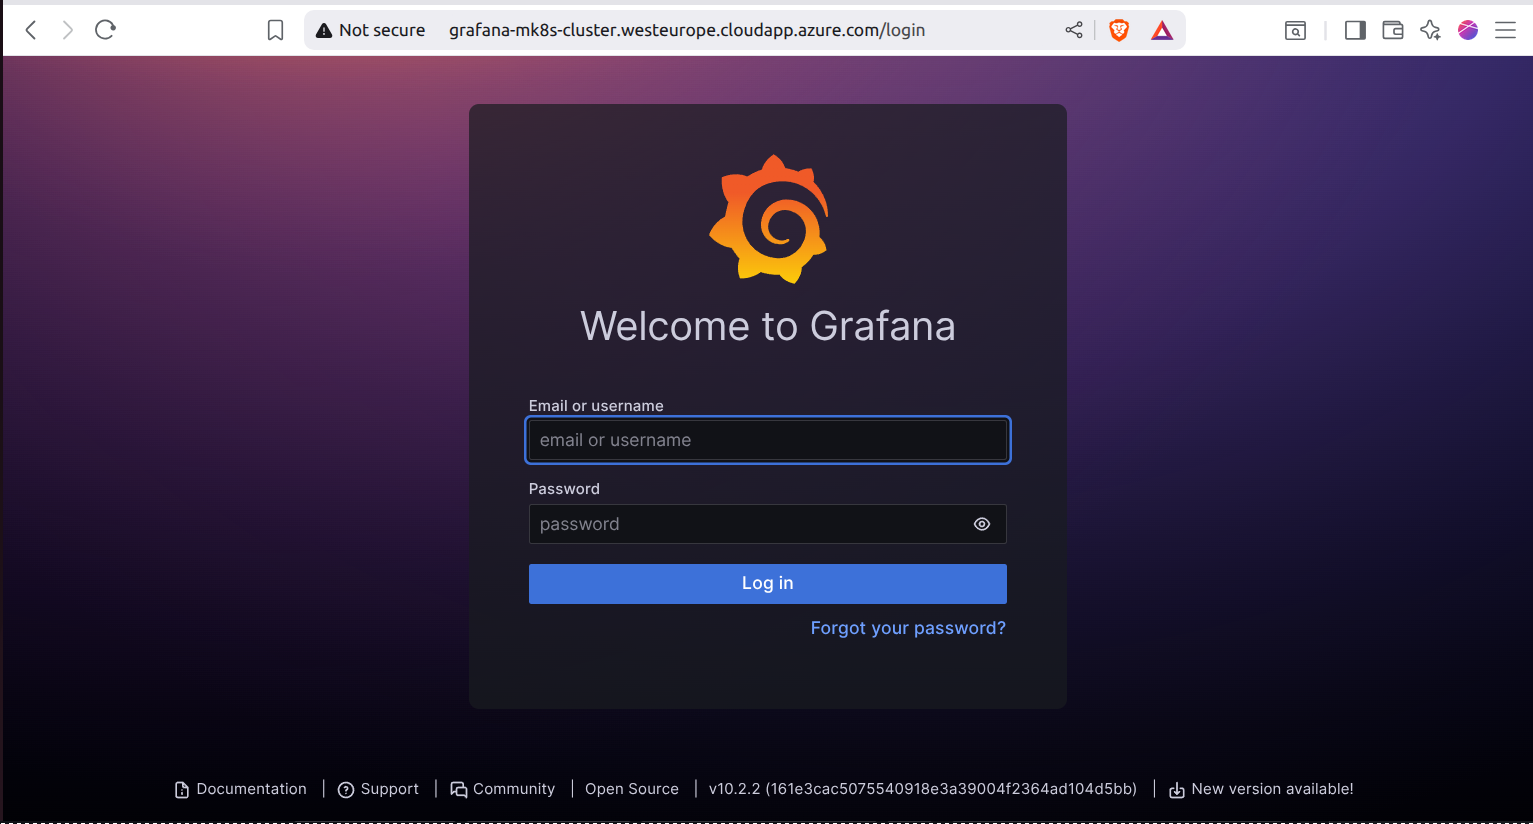 Not secure grafana-mk8s-cluster.westeurope.cloudapp.azure.com/login
Welcome to Grafana
Email or username
email or username
Password
password
Log in
Forgot your password?
Documentation | Support | Community | Open Source | v10.2.2 (161e3cac5075540918e3a39004f2364ad104d5bb) | New version available!